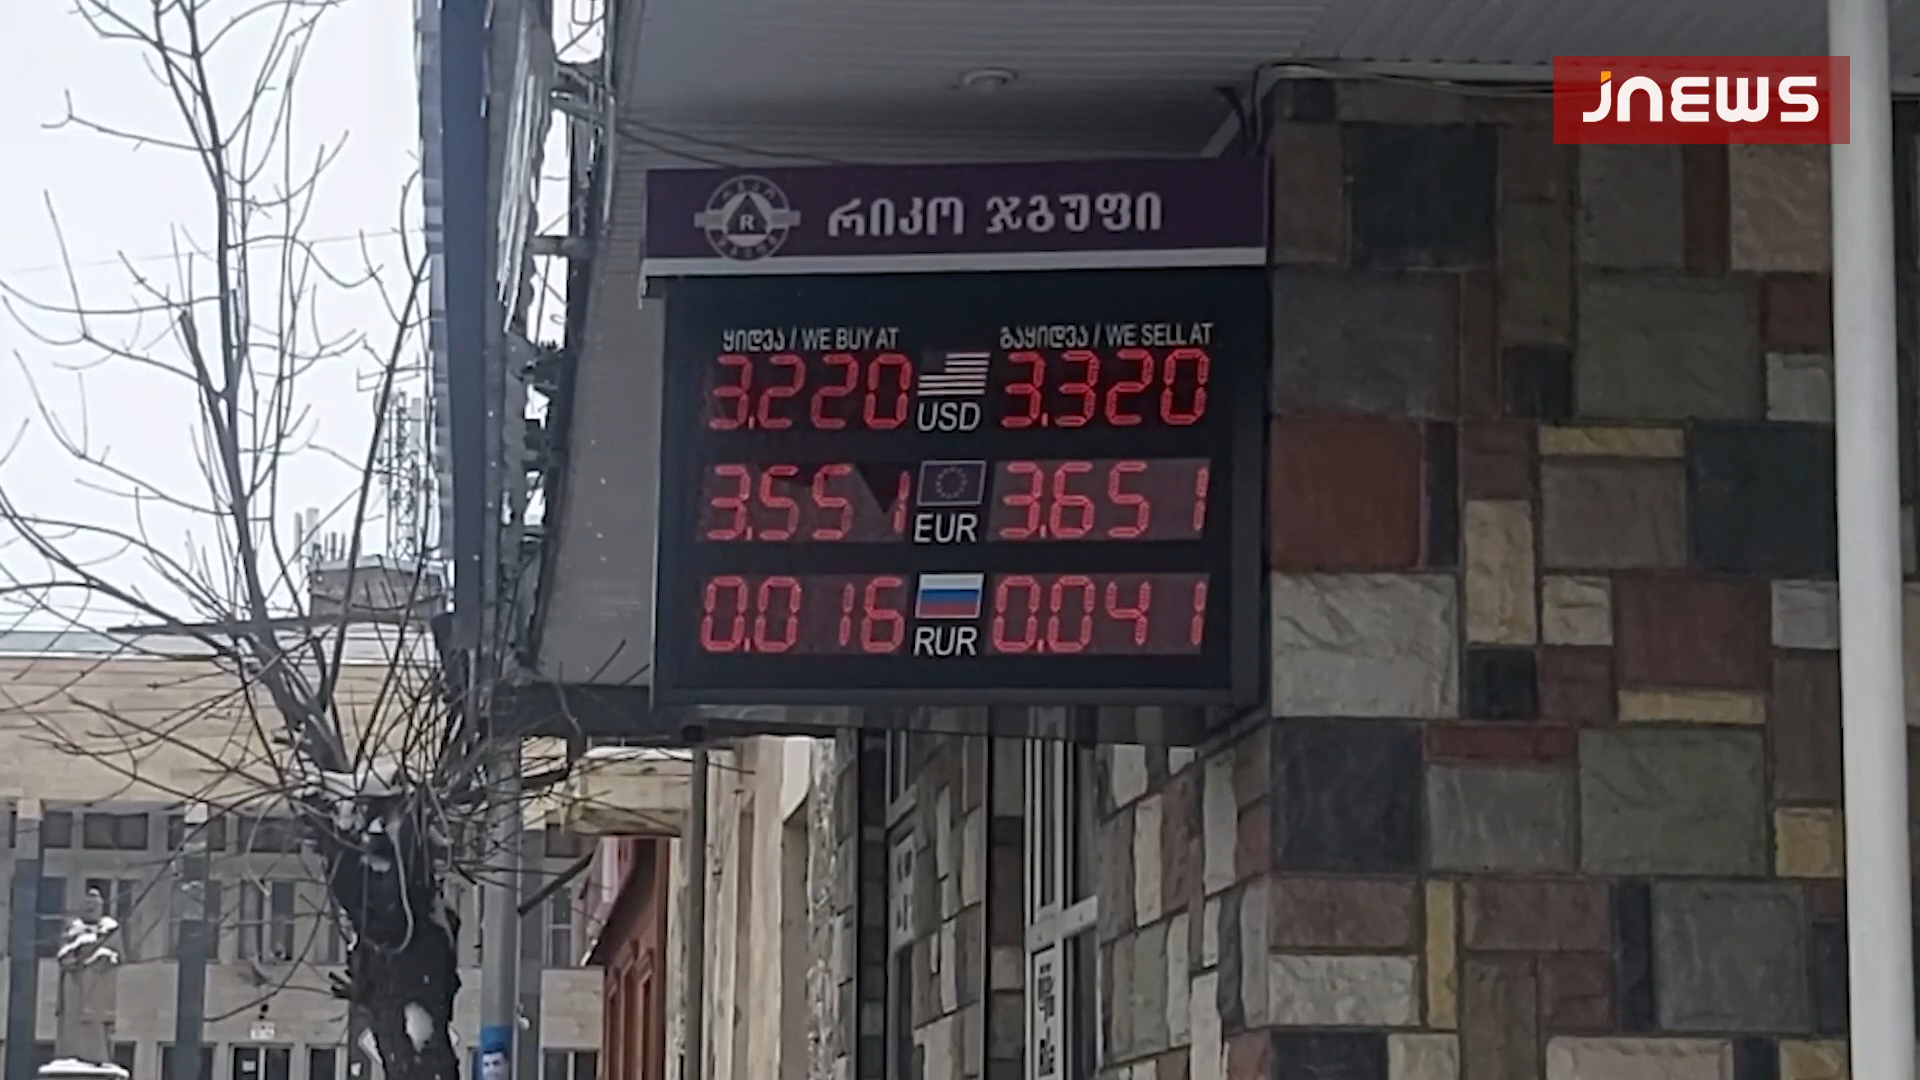 JNEWS
რიკო ჯგუფი
R
ყიდვა / WE BUY AT გაყიდვა / WE SELL AT
3.220 USD 3.320
3.551 EUR 3.651
0.016 RUR 0.041